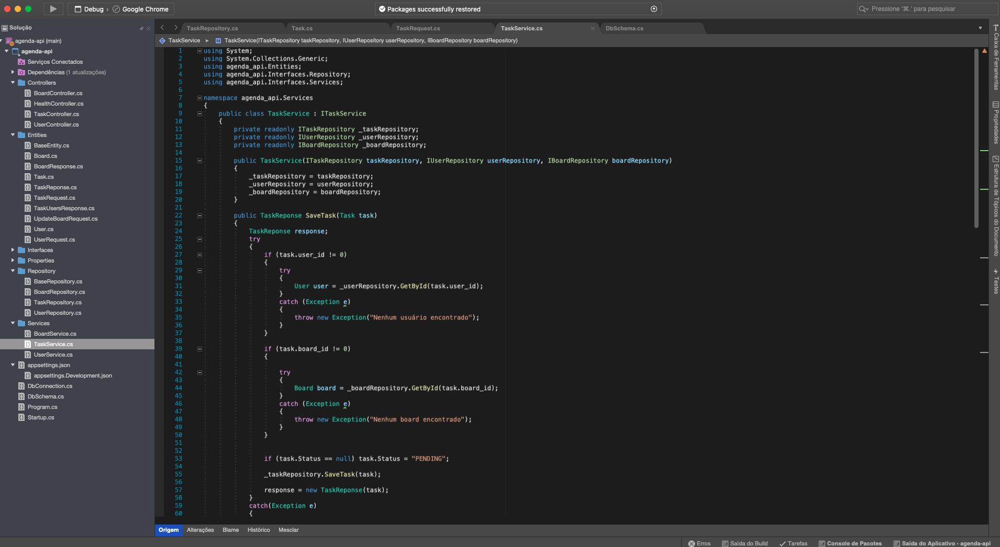 Debug › Google Chrome
Packages successfully restored
Pressione '⌘.' para pesquisar
Solução
agenda-api (main)
agenda-api
Serviços Conectados
Dependências (1 atualizações)
Controllers
BoardController.cs
HealthController.cs
TaskController.cs
UserController.cs
Entities
BaseEntity.cs
Board.cs
BoardResponse.cs
Task.cs
TaskReponse.cs
TaskRequest.cs
TaskUsersResponse.cs
UpdateBoardRequest.cs
User.cs
UserRequest.cs
Interfaces
Properties
Repository
BaseRepository.cs
BoardRepository.cs
TaskRepository.cs
UserRepository.cs
Services
BoardService.cs
TaskService.cs
UserService.cs
appsettings.json
appsettings.Development.json
DbConnection.cs
DbSchema.cs
Program.cs
Startup.cs
TaskRepository.cs Task.cs TaskRequest.cs TaskService.cs DbSchema.cs
TaskService ▸ M TaskService(ITaskRepository taskRepository, IUserRepository userRepository, IBoardRepository boardRepository)
1 using System;
2 using System.Collections.Generic;
3 using agenda_api.Entities;
4 using agenda_api.Interfaces.Repository;
5 using agenda_api.Interfaces.Services;
6
7 namespace agenda_api.Services
8 {
9 public class TaskService : ITaskService
10 {
11 private readonly ITaskRepository _taskRepository;
12 private readonly IUserRepository _userRepository;
13 private readonly IBoardRepository _boardRepository;
14
15 public TaskService(ITaskRepository taskRepository, IUserRepository userRepository, IBoardRepository boardRepository)
16 {
17 _taskRepository = taskRepository;
18 _userRepository = userRepository;
19 _boardRepository = boardRepository;
20 }
21
22 public TaskReponse SaveTask(Task task)
23 {
24 TaskReponse response;
25 try
26 {
27 if (task.user_id != 0)
28 {
29 try
30 {
31 User user = _userRepository.GetById(task.user_id);
32 }
33 catch (Exception e)
34 {
35 throw new Exception("Nenhum usuário encontrado");
36 }
37 }
38
39 if (task.board_id != 0)
40 {
41
42 try
43 {
44 Board board = _boardRepository.GetById(task.board_id);
45 }
46 catch (Exception e)
47 {
48 throw new Exception("Nenhum board encontrado");
49 }
50 }
51
52
53 if (task.Status == null) task.Status = "PENDING";
54
55 _taskRepository.SaveTask(task);
56
57 response = new TaskReponse(task);
58 }
59 catch(Exception e)
60 {
Caixa de Ferramentas
Propriedades
Estrutura de Tópicos do Documento
Testes
Origem Alterações Blame Histórico Mesclar
Erros Saída do Build Tarefas Console de Pacotes Saída do Aplicativo - agenda-api